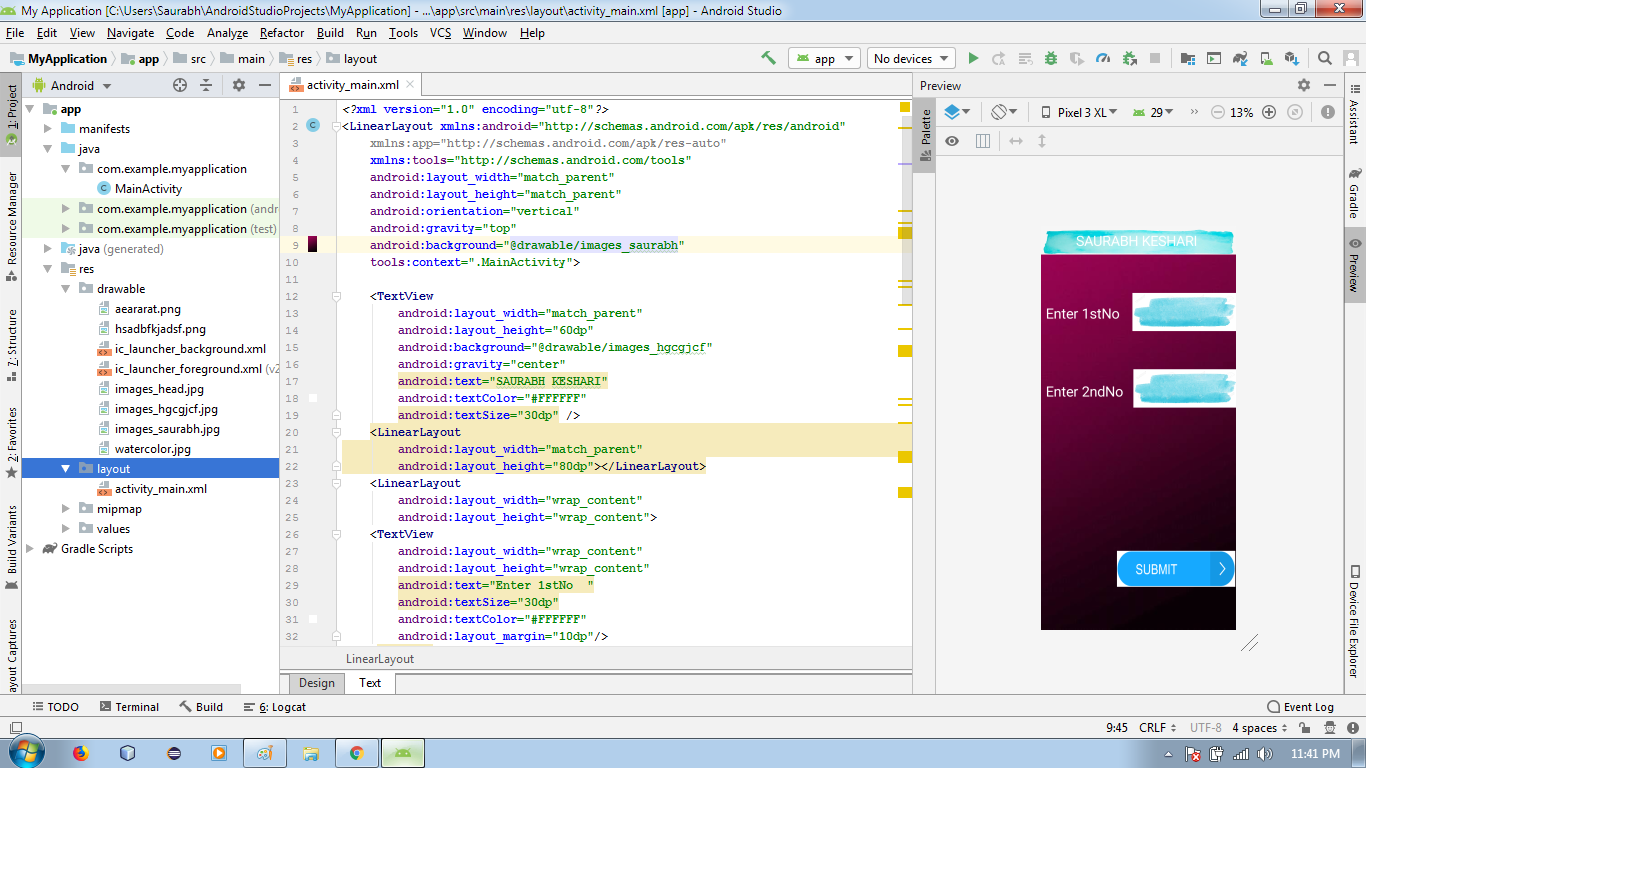 My Application [C:\Users\Saurabh\AndroidStudioProjects\MyApplication] - ...\app\src\main\res\layout\activity_main.xml [app] - Android Studio
File Edit View Navigate Code Analyze Refactor Build Run Tools VCS Window Help
MyApplication app src main res layout
app No devices
1: Project
Resource Manager
7: Structure
2: Favorites
Build Variants
ayout Captures
Android
app
manifests
java
com.example.myapplication
MainActivity
com.example.myapplication (andr
com.example.myapplication (test)
java (generated)
res
drawable
aeararat.png
hsadbfkjadsf.png
ic_launcher_background.xml
ic_launcher_foreground.xml (v2
images_head.jpg
images_hgcgjcf.jpg
images_saurabh.jpg
watercolor.jpg
layout
activity_main.xml
mipmap
values
Gradle Scripts
activity_main.xml
1 <?xml version="1.0" encoding="utf-8"?>
2 <LinearLayout xmlns:android="http://schemas.android.com/apk/res/android"
3 xmlns:app="http://schemas.android.com/apk/res-auto"
4 xmlns:tools="http://schemas.android.com/tools"
5 android:layout_width="match_parent"
6 android:layout_height="match_parent"
7 android:orientation="vertical"
8 android:gravity="top"
9 android:background="@drawable/images_saurabh"
10 tools:context=".MainActivity">
11
12 <TextView
13 android:layout_width="match_parent"
14 android:layout_height="60dp"
15 android:background="@drawable/images_hgcgjcf"
16 android:gravity="center"
17 android:text="SAURABH KESHARI"
18 android:textColor="#FFFFFF"
19 android:textSize="30dp" />
20 <LinearLayout
21 android:layout_width="match_parent"
22 android:layout_height="80dp"></LinearLayout>
23 <LinearLayout
24 android:layout_width="wrap_content"
25 android:layout_height="wrap_content">
26 <TextView
27 android:layout_width="wrap_content"
28 android:layout_height="wrap_content"
29 android:text="Enter 1stNo  "
30 android:textSize="30dp"
31 android:textColor="#FFFFFF"
32 android:layout_margin="10dp"/>
LinearLayout
Design Text
Preview
Palette
Pixel 3 XL 29 13%
SAURABH KESHARI
Enter 1stNo
Enter 2ndNo
SUBMIT
Assistant
Gradle
Preview
Device File Explorer
TODO Terminal Build 6: Logcat Event Log
9:45 CRLF UTF-8 4 spaces
11:41 PM